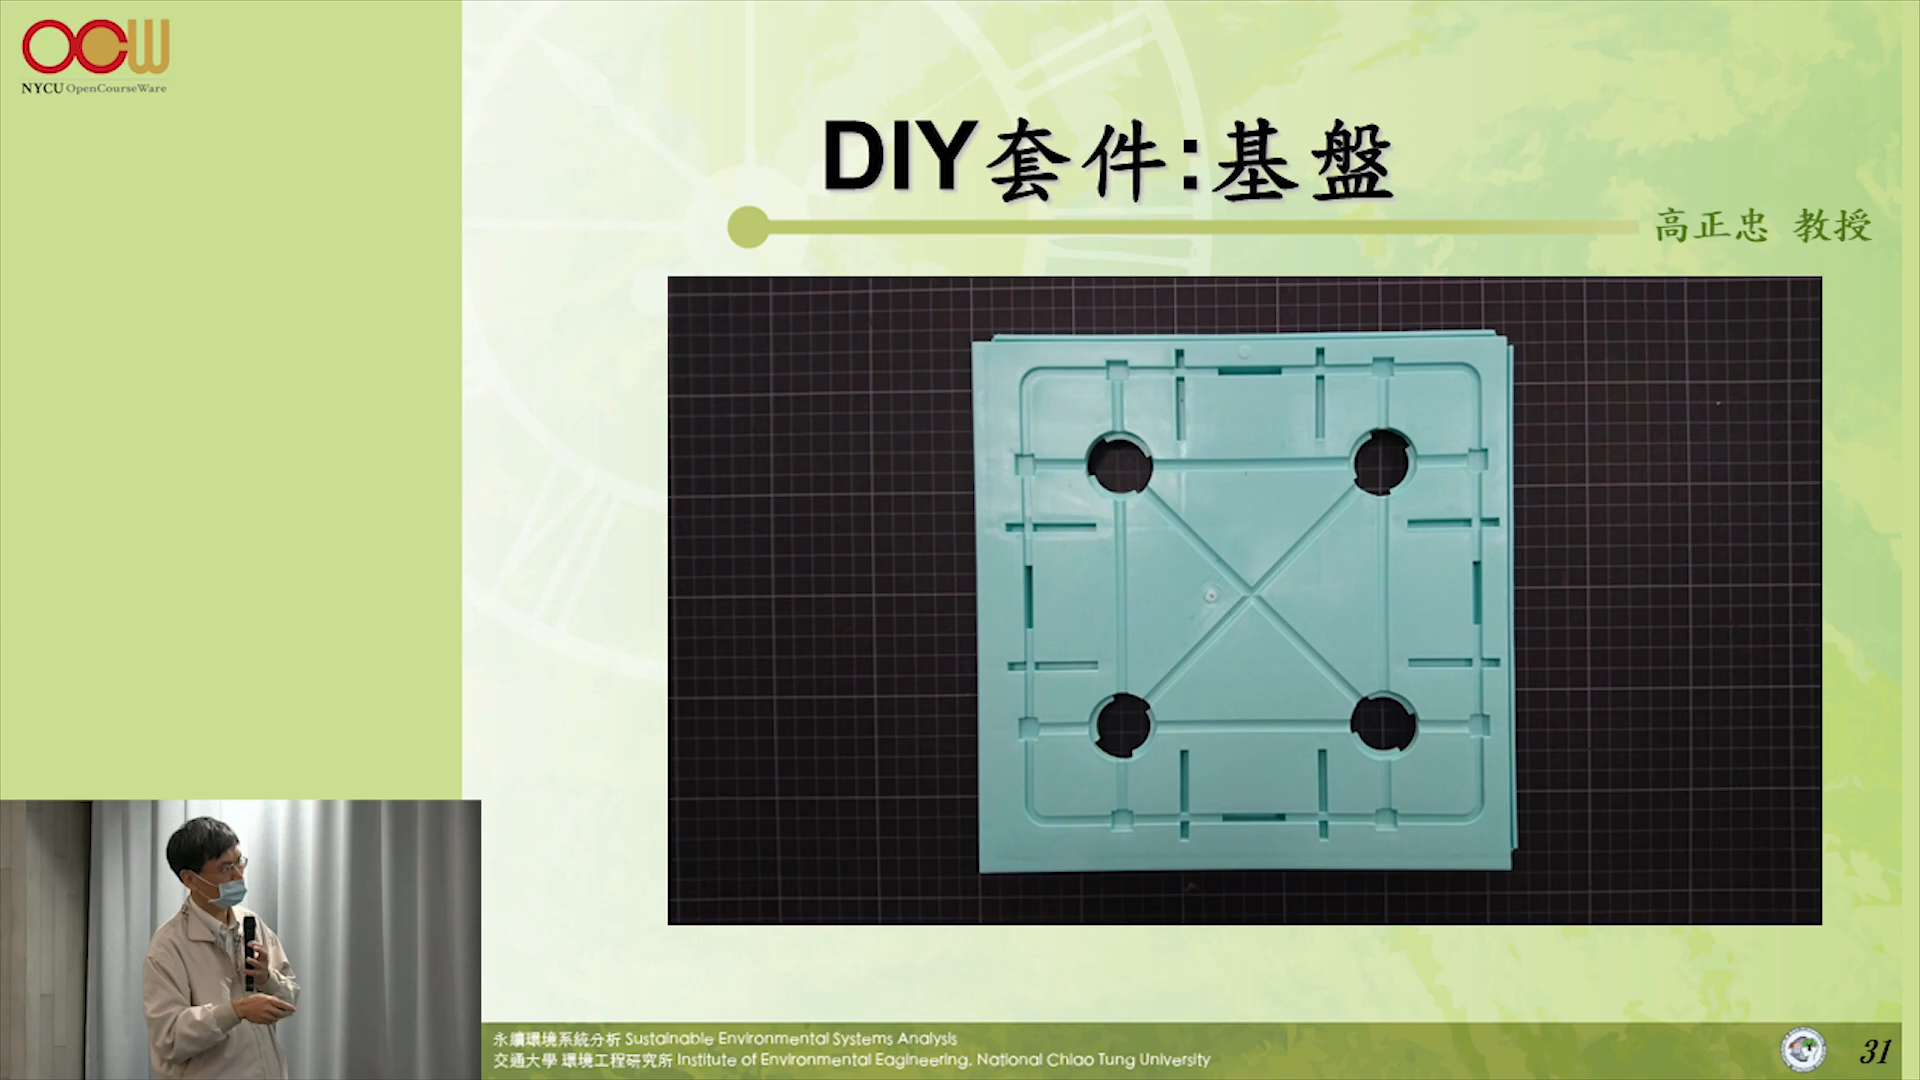 OCW
NYCU OpenCourseWare
DIY套件:基盤
高正忠 教授
永續環境系統分析 Sustainable Environmental Systems Analysis
交通大學 環境工程研究所 Institute of Environmental Eagineering, National Chiao Tung University
31